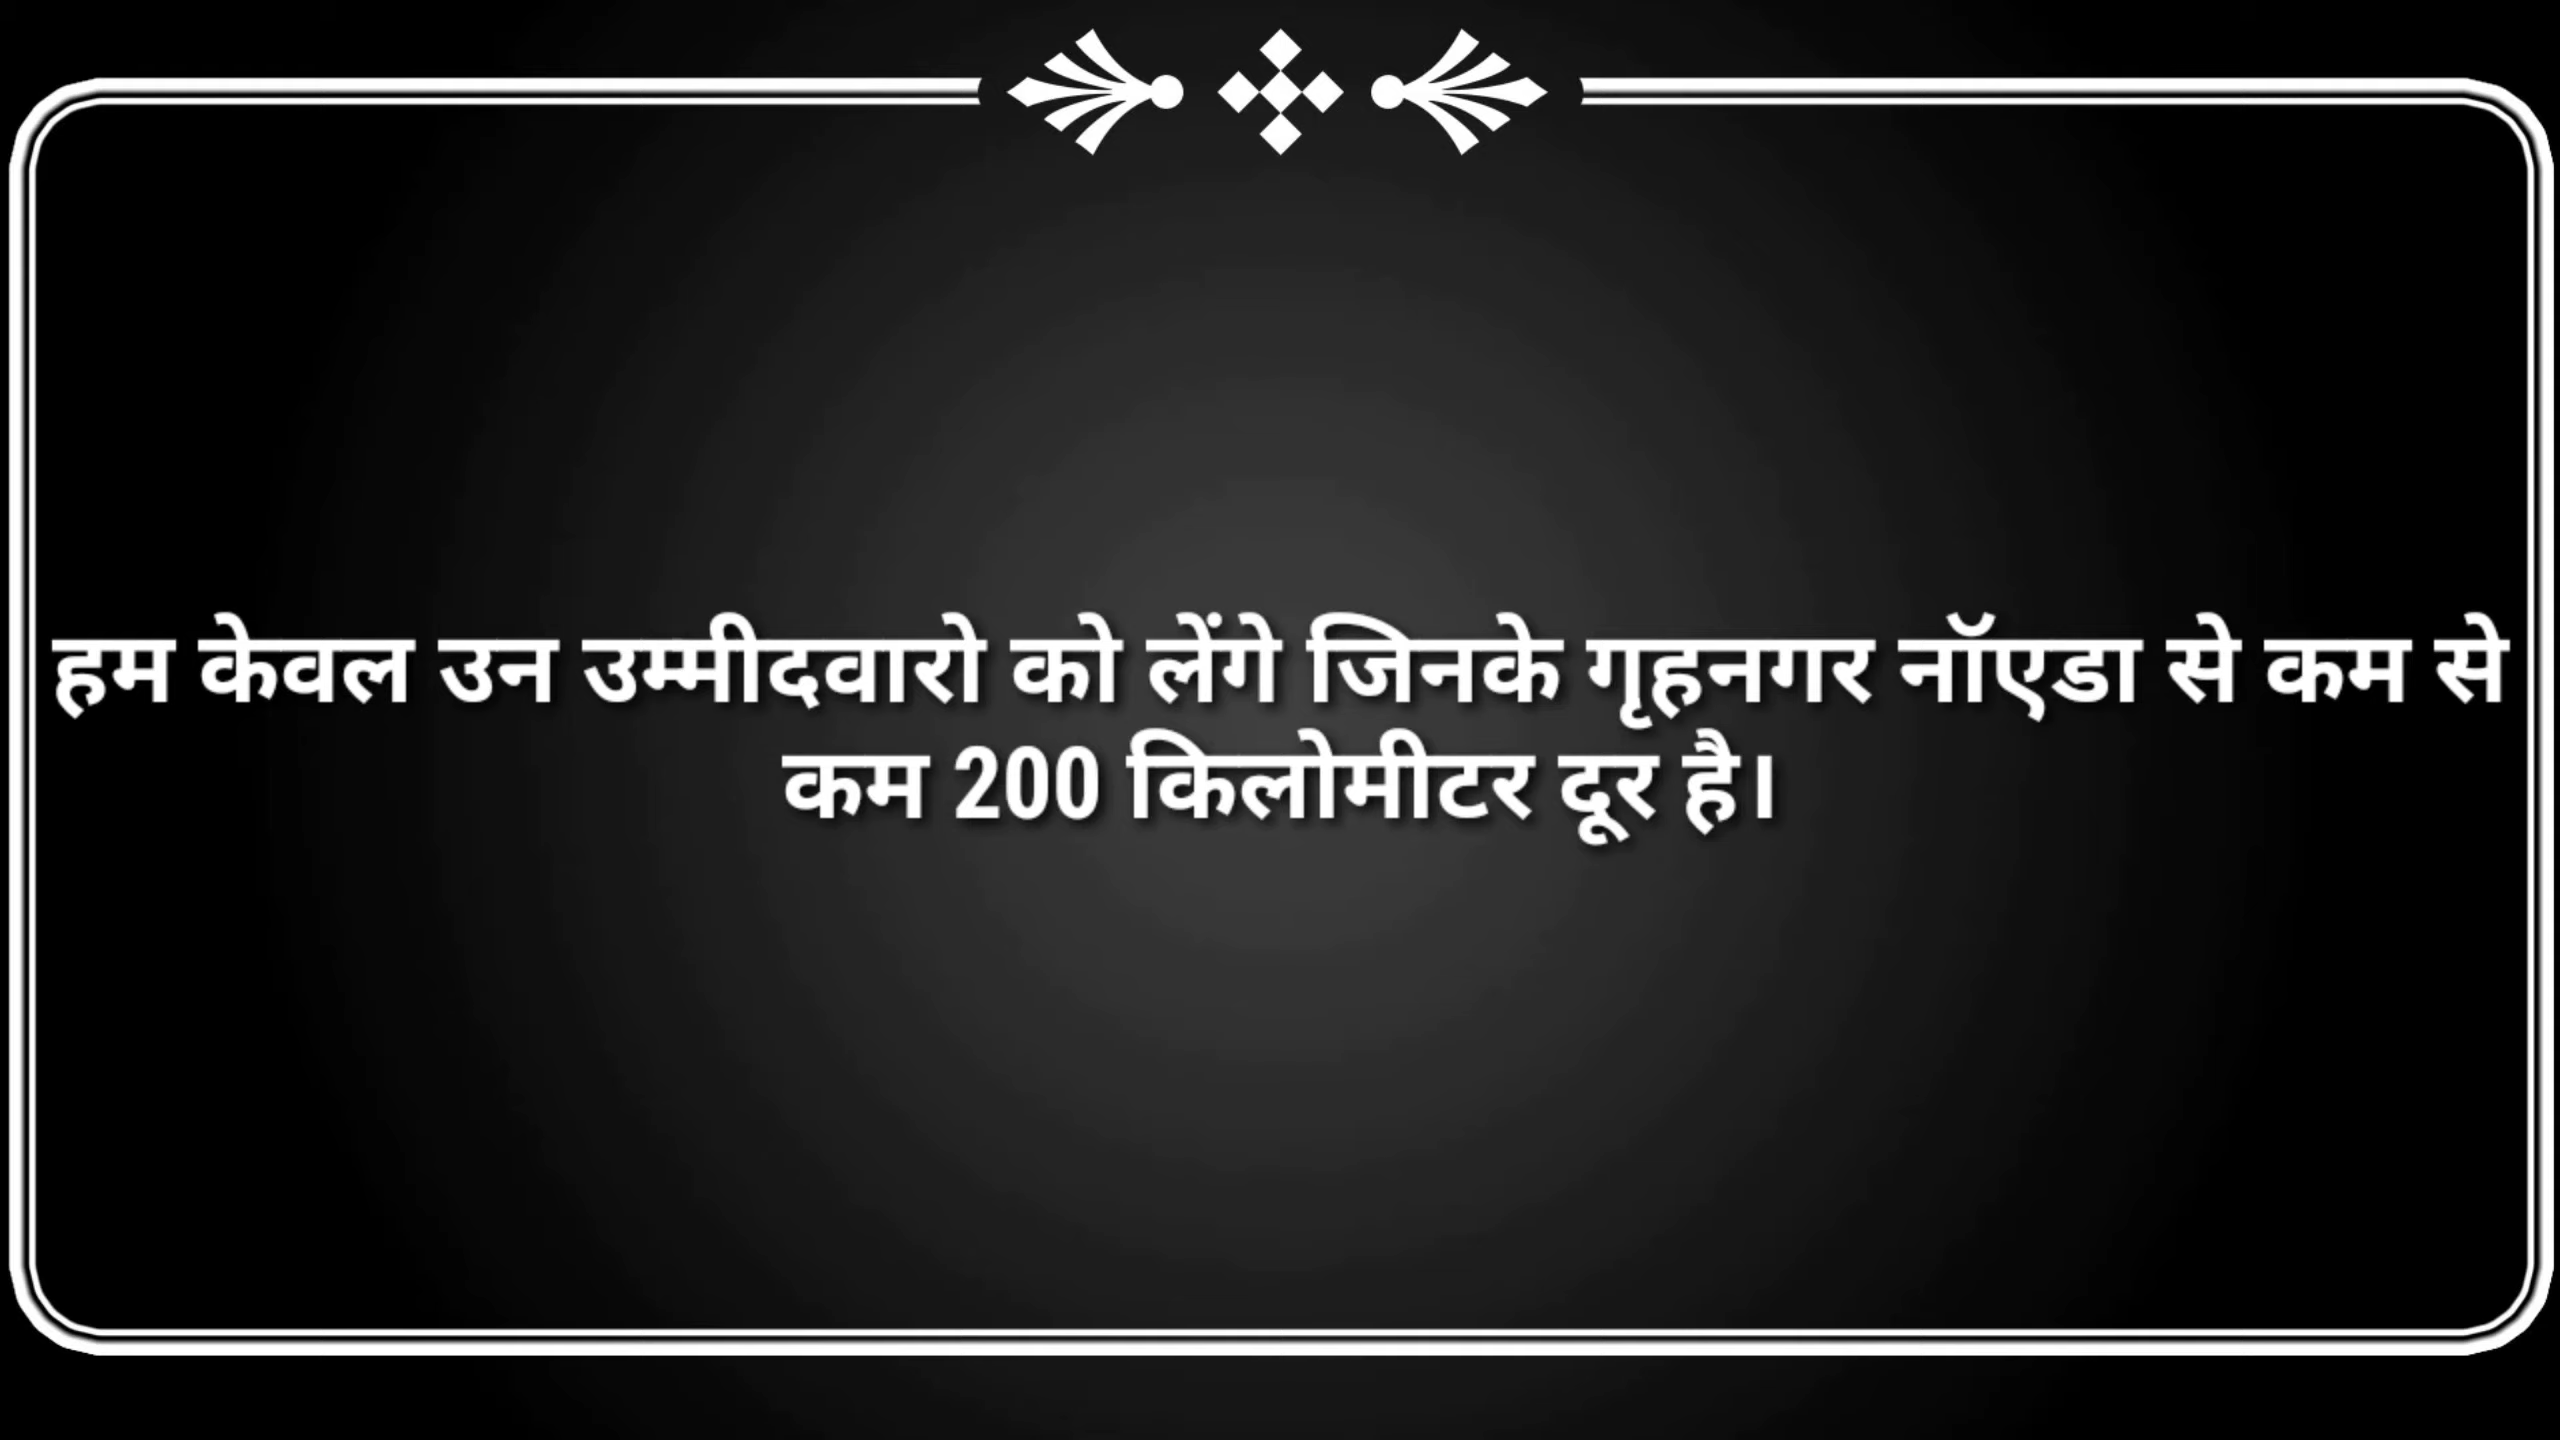 हम केवल उन उम्मीदवारो को लेंगे जिनके गृहनगर नॉएडा से कम से
कम 200 किलोमीटर दूर है।